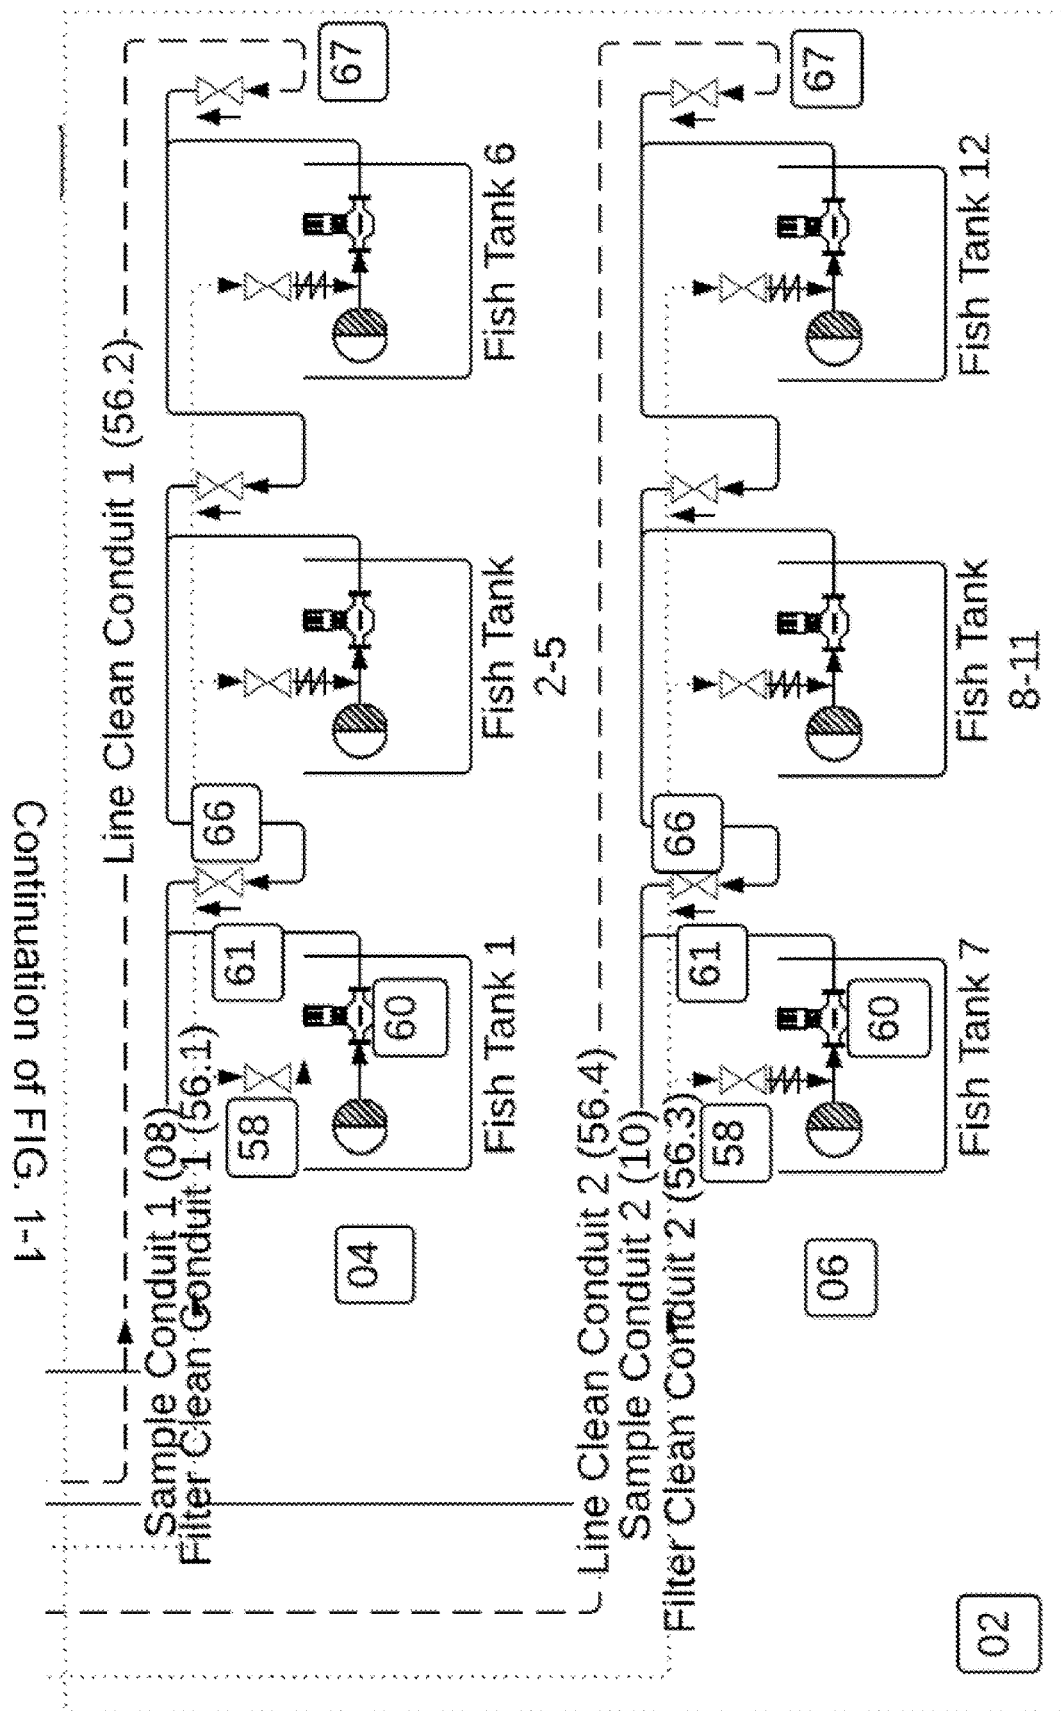 67
67
Fish Tank 6
Fish Tank 12
Line Clean Conduit 1 (56.2)
Fish Tank
2-5
Fish Tank
8-11
66
66
61
61
60
60
Fish Tank 1
Fish Tank 7
58
58
Continuation of FIG. 1-1
Sample Conduit 1 (08)
Filter Clean Conduit 1 (56.1)
Line Clean Conduit 2 (56.4)
Sample Conduit 2 (10)
Filter Clean Conduit 2 (56.3)
04
06
02